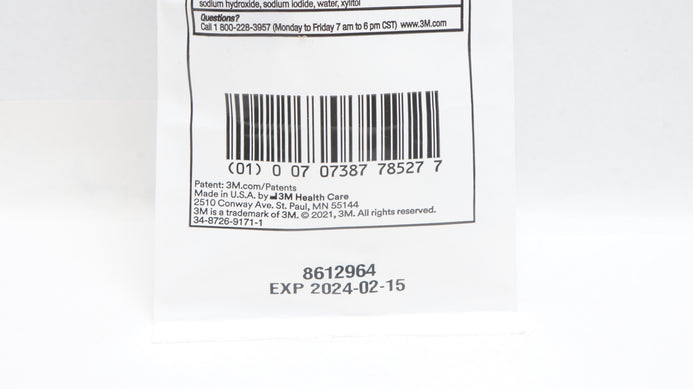 sodium hydroxide, sodium iodide, water, xylitol
Questions?
Call 1 800-228-3957 (Monday to Friday 7 am to 6 pm CST) www.3M.com
(01) 0 07 07387 78527 7
Patent: 3M.com/Patents
Made in U.S.A. by 3M Health Care
2510 Conway Ave. St. Paul, MN 55144
3M is a trademark of 3M. © 2021, 3M. All rights reserved.
34-8726-9171-1
8612964
EXP 2024-02-15